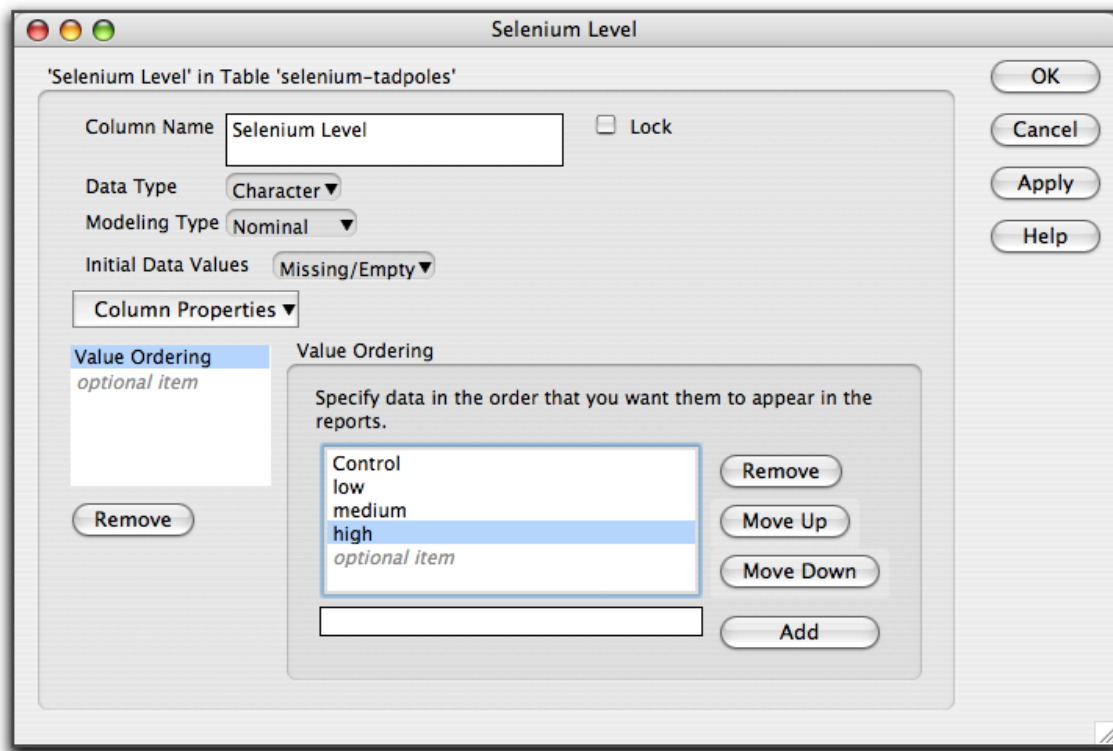 Selenium Level
'Selenium Level' in Table 'selenium-tadpoles'
OK
Column Name Selenium Level Lock
Cancel
Data Type Character
Apply
Modeling Type Nominal
Help
Initial Data Values Missing/Empty
Column Properties
Value Ordering
optional item
Remove
Value Ordering
Specify data in the order that you want them to appear in the
reports.
Control
low
medium
high
optional item
Remove
Move Up
Move Down
Add